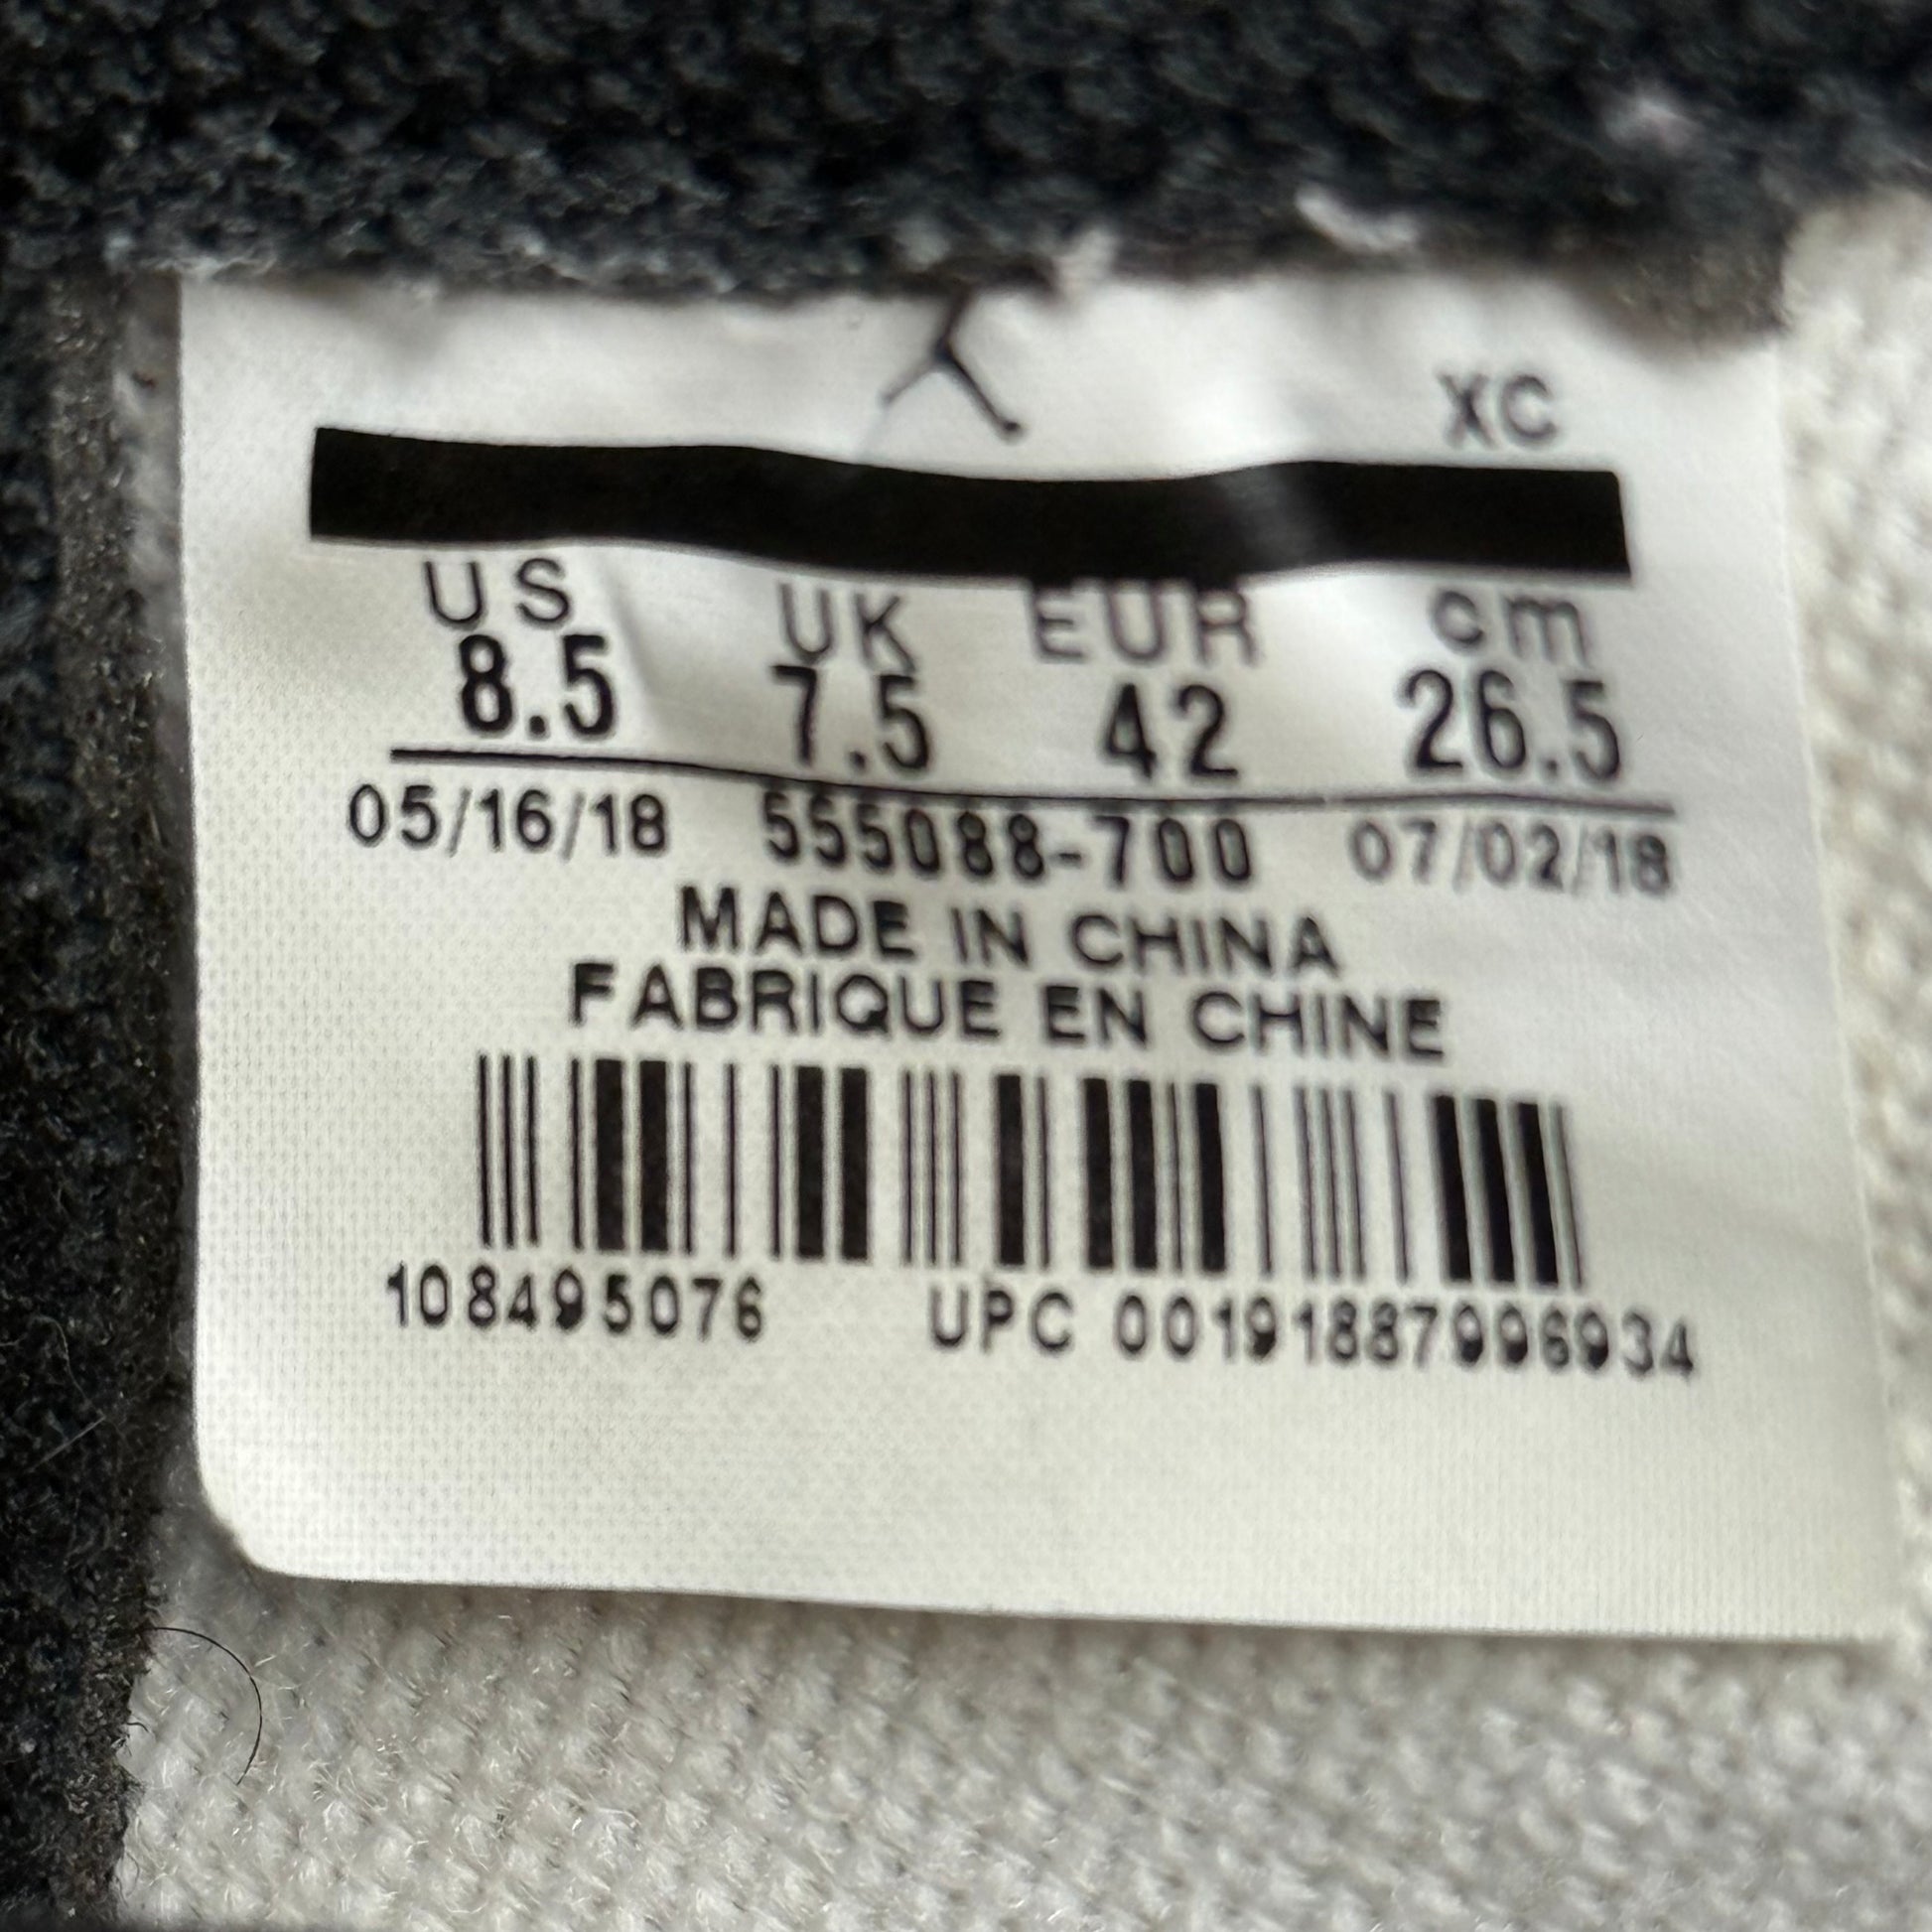 XC
US UK EUR cm
8.5 7.5 42 26.5
05/16/18 555088-700 07/02/18
MADE IN CHINA
FABRIQUE EN CHINE
108495076 UPC 00191887996934